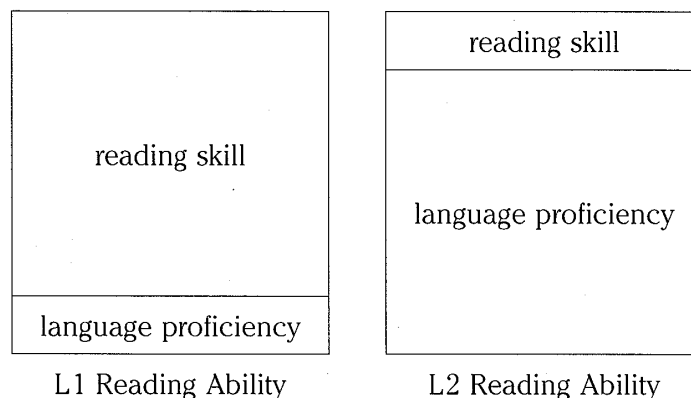 reading skill
language proficiency
L1 Reading Ability
reading skill
language proficiency
L2 Reading Ability